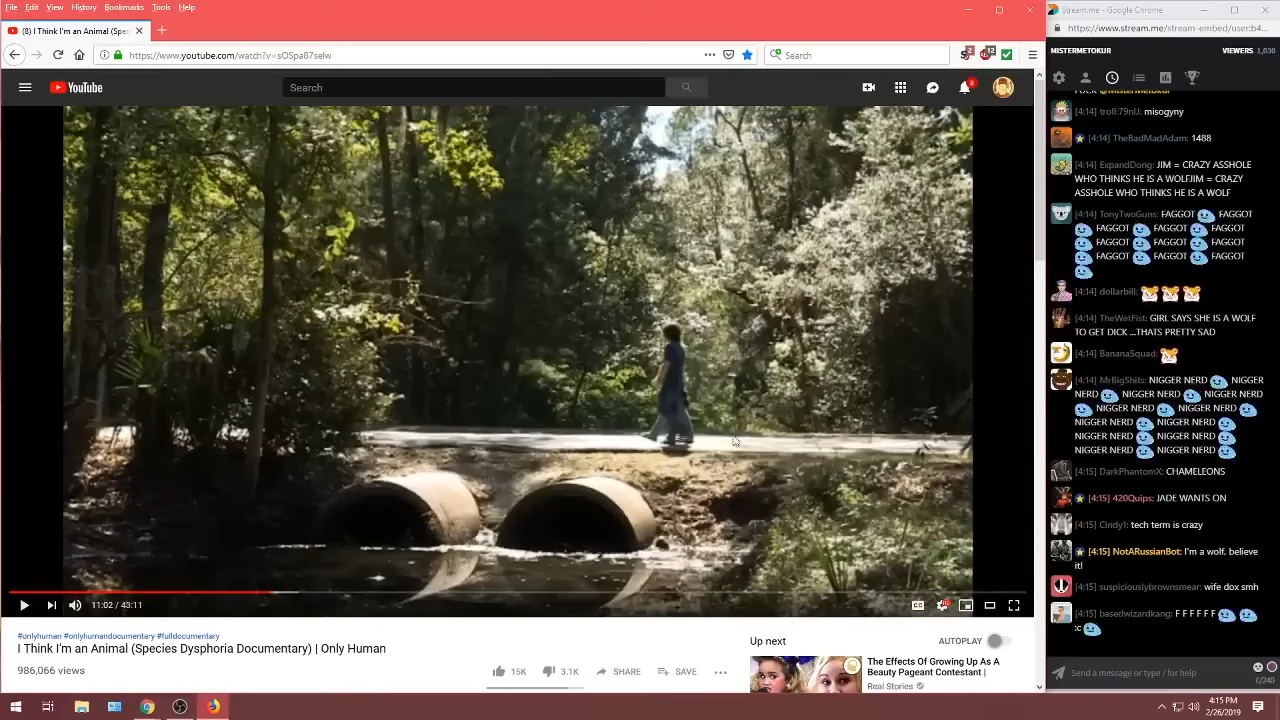 File Edit View History Bookmarks Tools Help
(8) I Think I'm an Animal (Spec
https://www.youtube.com/watch?v=sOSpa87selw
Search
YouTube
Search
11:02 / 43:11
CC
HD
#onlyhuman #onlyhumandocumentary #fulldocumentary
I Think I'm an Animal (Species Dysphoria Documentary) | Only Human
986,066 views
15K
3.1K
SHARE
SAVE
Up next
AUTOPLAY
The Effects Of Growing Up As A
Beauty Pageant Contestant |
Real Stories
Stream.me - Google Chrome
https://www.stream.me/stream-embed/userb4...
MISTERMETOKUR
VIEWERS 1,030
FUCK @MisterMetokur
[4:14] troll:79nIJ: misogyny
[4:14] TheBadMadAdam: 1488
[4:14] ExpandDong: JIM = CRAZY ASSHOLE
WHO THINKS HE IS A WOLFJIM = CRAZY
ASSHOLE WHO THINKS HE IS A WOLF
[4:14] TonyTwoGuns: FAGGOT FAGGOT
FAGGOT FAGGOT FAGGOT
FAGGOT FAGGOT FAGGOT
FAGGOT FAGGOT FAGGOT
[4:14] dollarbill:
[4:14] TheWetFist: GIRL SAYS SHE IS A WOLF
TO GET DICK ...THATS PRETTY SAD
[4:14] BananaSquad:
[4:14] MrBigShits: NIGGER NERD NIGGER
NERD NIGGER NERD NIGGER NERD
NIGGER NERD NIGGER NERD
NIGGER NERD NIGGER NERD
NIGGER NERD NIGGER NERD
NIGGER NERD NIGGER NERD
[4:15] DarkPhantomX: CHAMELEONS
[4:15] 420Quips: JADE WANTS ON
[4:15] Cindy1: tech term is crazy
[4:15] NotARussianBot: I'm a wolf, believe
it!
[4:15] suspiciouslybrownsmear: wife dox smh
[4:15] basedwizardkang: F F F F F F
:c
Send a message or type / for help
0/240
4:15 PM
2/26/2019